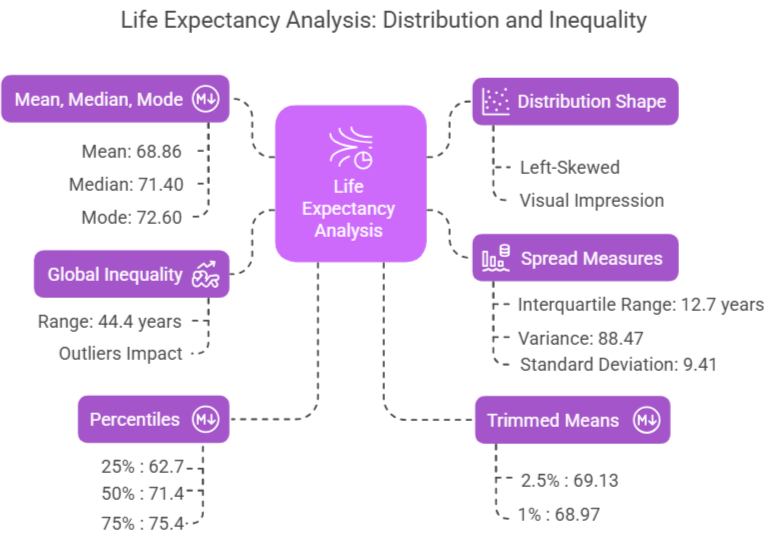 Life Expectancy Analysis: Distribution and Inequality
Mean, Median, Mode
M↓
Mean: 68.86
Median: 71.40
Mode: 72.60
Global Inequality
Range: 44.4 years
Outliers Impact
Percentiles
M↓
25% : 62.7
50% : 71.4
75% : 75.4
Life
Expectancy
Analysis
Distribution Shape
Left-Skewed
Visual Impression
Spread Measures
Interquartile Range: 12.7 years
Variance: 88.47
Standard Deviation: 9.41
Trimmed Means
M↓
2.5% : 69.13
1% : 68.97